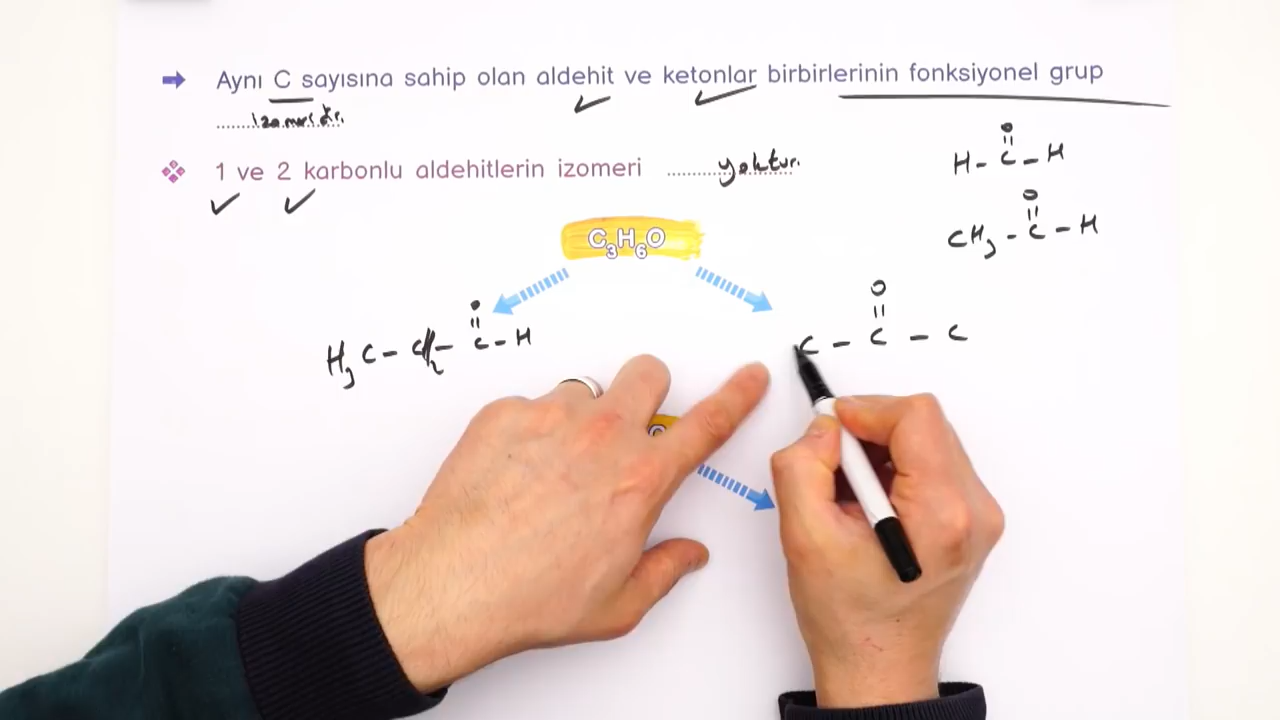 Aynı C sayısına sahip olan aldehit ve ketonlar birbirlerinin fonksiyonel grup
izomeridir.
1 ve 2 karbonlu aldehitlerin izomeri yoktur.
O
H - C - H
O
CH₃ - C - H
C₃H₆O
O
H₃C - CH₂ - C - H
O
C - C - C